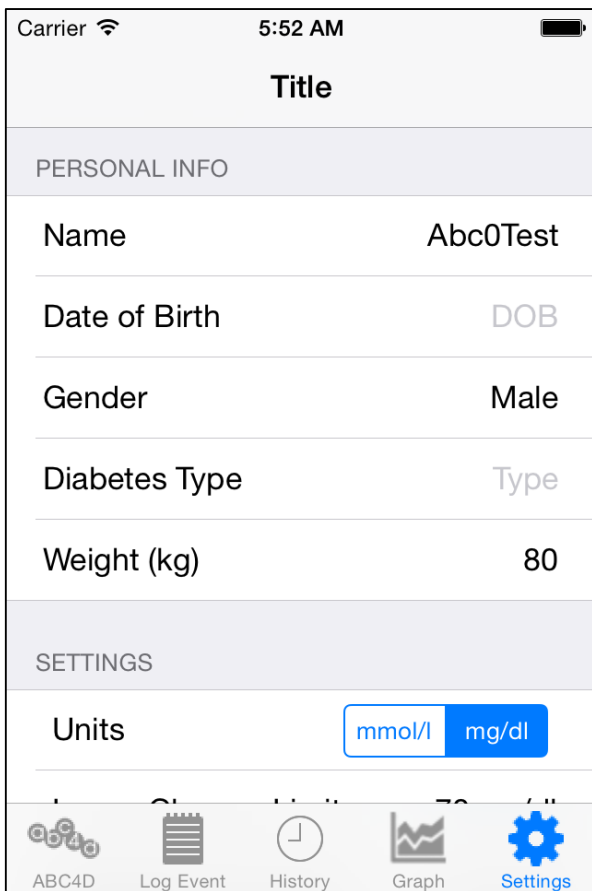 Carrier 5:52 AM
Title
PERSONAL INFO
Name Abc0Test
Date of Birth DOB
Gender Male
Diabetes Type Type
Weight (kg) 80
SETTINGS
Units mmol/l mg/dl
abc4d
ABC4D Log Event History Graph Settings